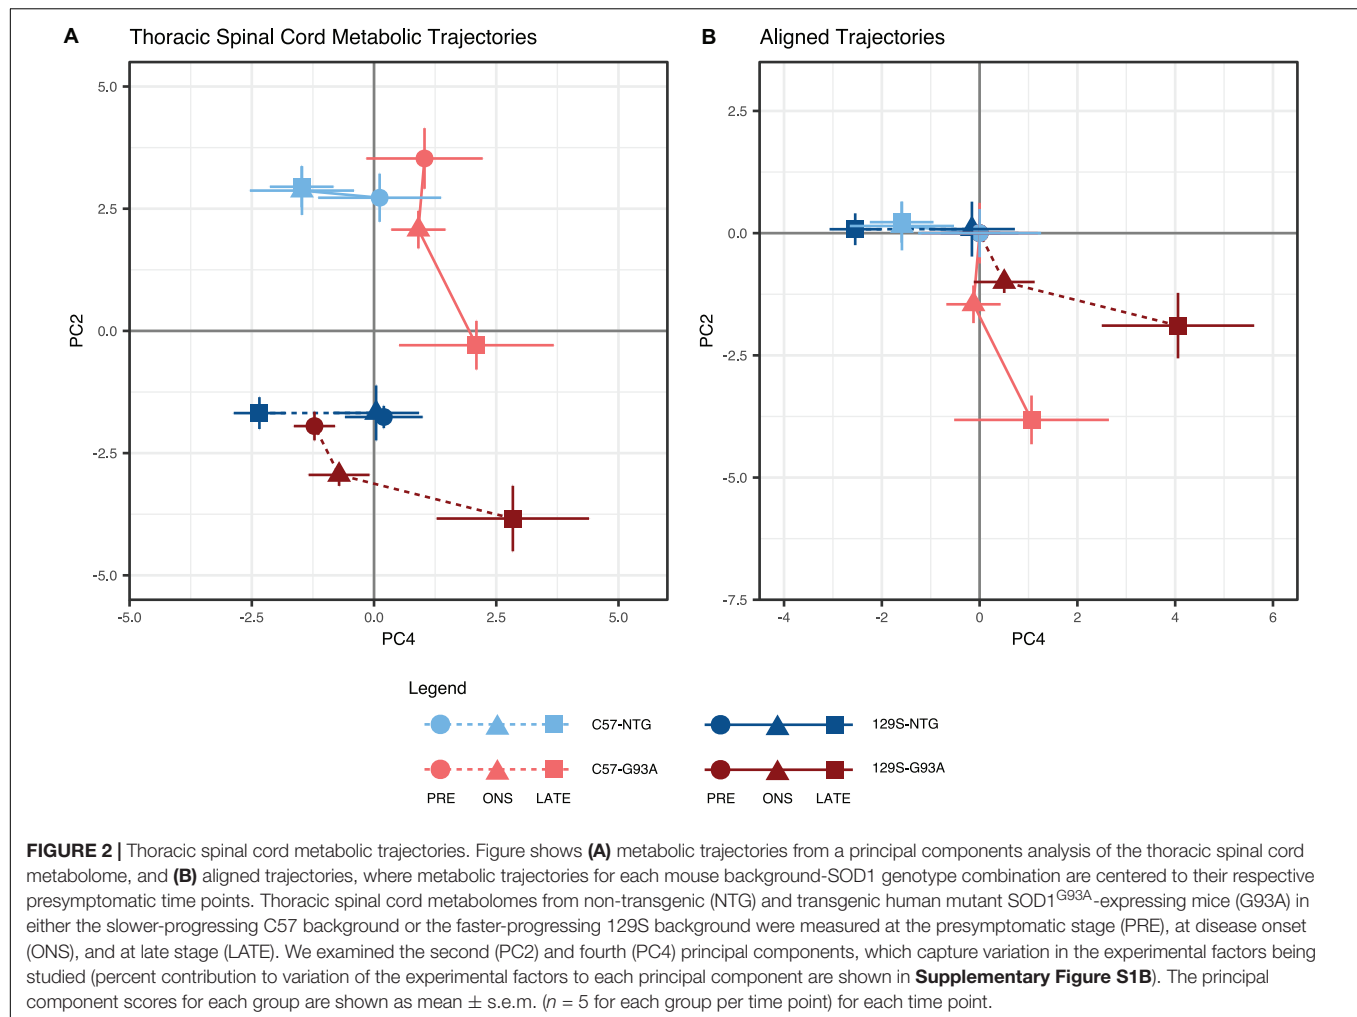 A Thoracic Spinal Cord Metabolic Trajectories
5.0
2.5
0.0
-2.5
-5.0
PC2
-5.0 -2.5 0.0 2.5 5.0
PC4
B Aligned Trajectories
2.5
0.0
-2.5
-5.0
-7.5
PC2
-4 -2 0 2 4 6
PC4
Legend
C57-NTG 129S-NTG
C57-G93A 129S-G93A
PRE ONS LATE PRE ONS LATE
FIGURE 2 | Thoracic spinal cord metabolic trajectories. Figure shows (A) metabolic trajectories from a principal components analysis of the thoracic spinal cord
metabolome, and (B) aligned trajectories, where metabolic trajectories for each mouse background-SOD1 genotype combination are centered to their respective
presymptomatic time points. Thoracic spinal cord metabolomes from non-transgenic (NTG) and transgenic human mutant SOD1G93A-expressing mice (G93A) in
either the slower-progressing C57 background or the faster-progressing 129S background were measured at the presymptomatic stage (PRE), at disease onset
(ONS), and at late stage (LATE). We examined the second (PC2) and fourth (PC4) principal components, which capture variation in the experimental factors being
studied (percent contribution to variation of the experimental factors to each principal component are shown in Supplementary Figure S1B). The principal
component scores for each group are shown as mean ± s.e.m. (n = 5 for each group per time point) for each time point.